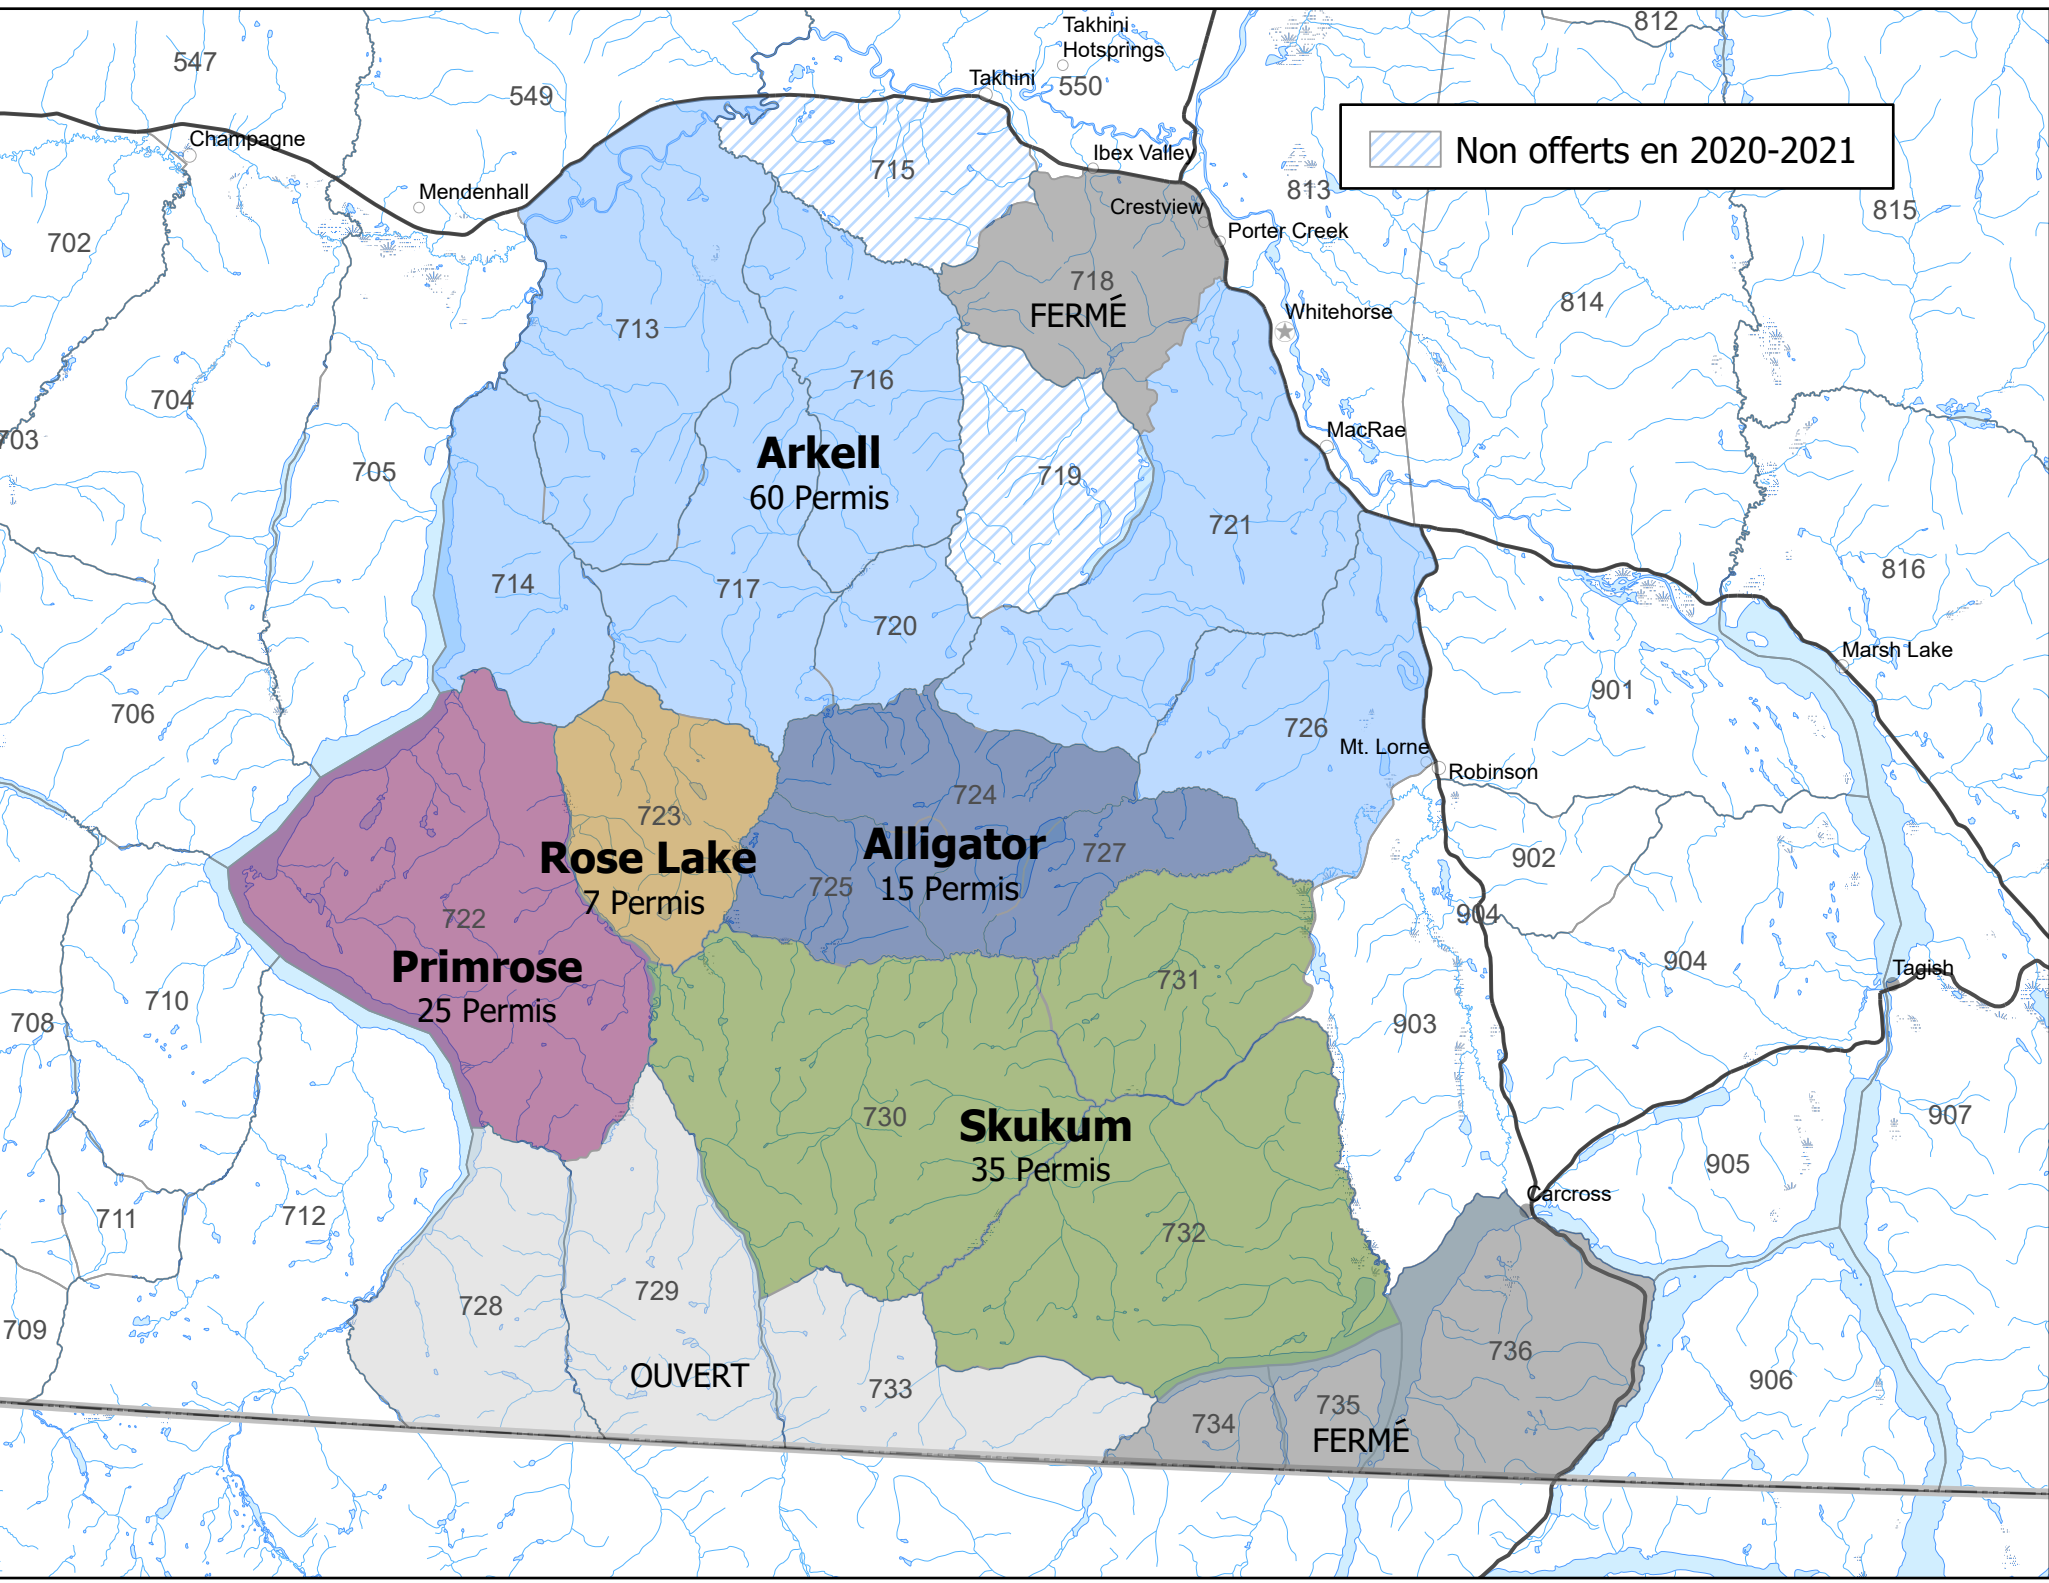 812
Takhini
Hotsprings
547
Takhini
550
549
Champagne
Non offerts en 2020-2021
Ibex Valley
715
Mendenhall
813
Crestview
815
702
Porter Creek
718
FERMÉ
814
Whitehorse
713
716
704
MacRae
703
Arkell
60 Permis
705
719
721
816
714
717
720
Marsh Lake
901
706
726
Mt. Lorne
Robinson
724
723
Alligator
15 Permis
727
Rose Lake
7 Permis
725
902
722
904
Primrose
25 Permis
904
Tagish
731
710
708
903
730
Skukum
35 Permis
907
905
711
712
Carcross
732
729
728
709
736
OUVERT
733
906
734
735
FERMÉ